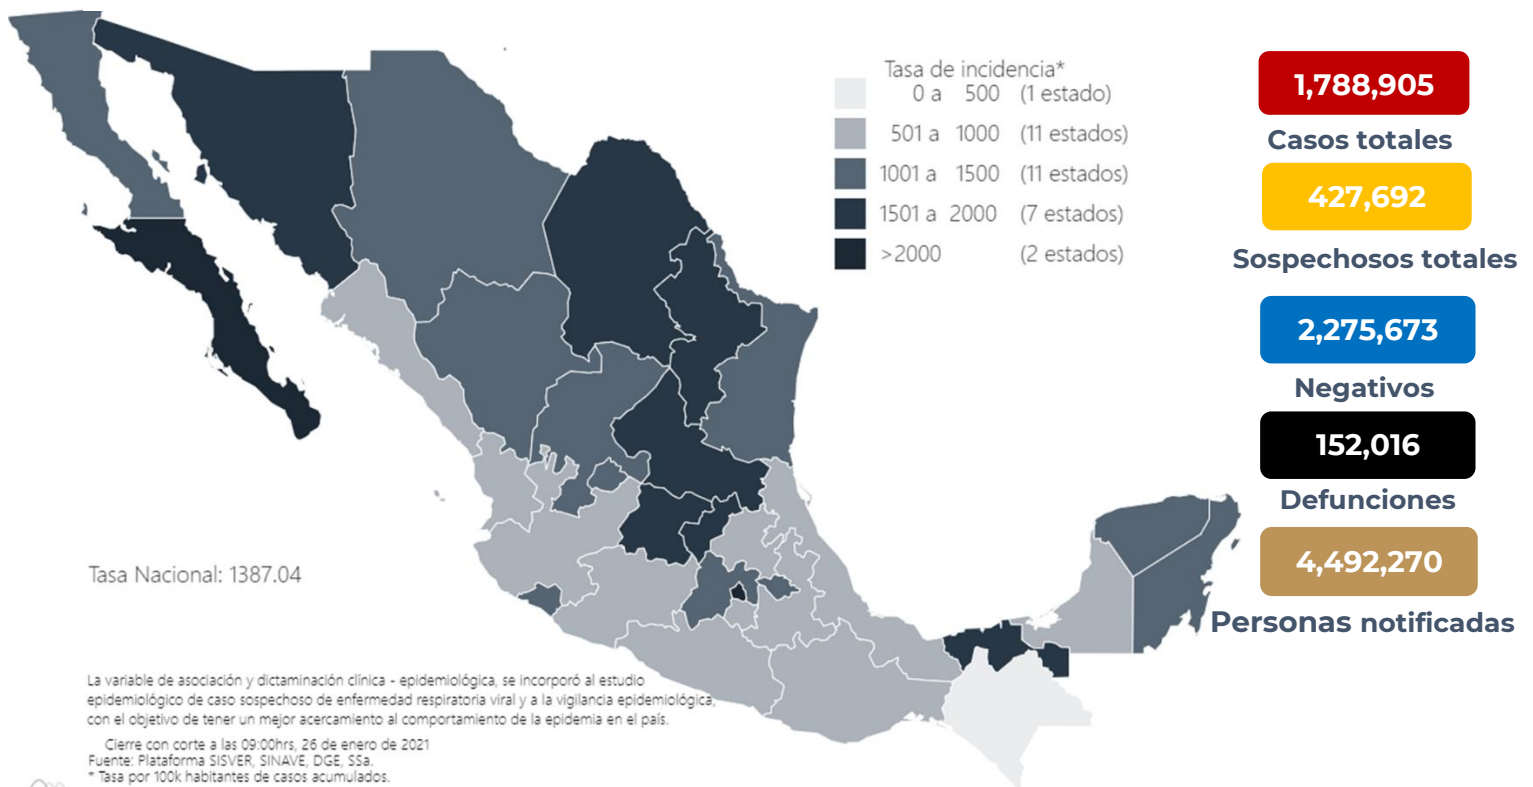 Tasa de incidencia*
0 a 500 (1 estado)
501 a 1000 (11 estados)
1001 a 1500 (11 estados)
1501 a 2000 (7 estados)
>2000 (2 estados)
1,788,905
Casos totales
427,692
Sospechosos totales
2,275,673
Negativos
152,016
Defunciones
4,492,270
Personas notificadas
Tasa Nacional: 1387.04
La variable de asociación y dictaminación clínica - epidemiológica, se incorporó al estudio
epidemiológico de caso sospechoso de enfermedad respiratoria viral y a la vigilancia epidemiológica,
con el objetivo de tener un mejor acercamiento al comportamiento de la epidemia en el país.
Cierre con corte a las 09:00hrs, 26 de enero de 2021
Fuente: Plataforma SISVER, SINAVE, DGE, SSa.
* Tasa por 100k habitantes de casos acumulados.